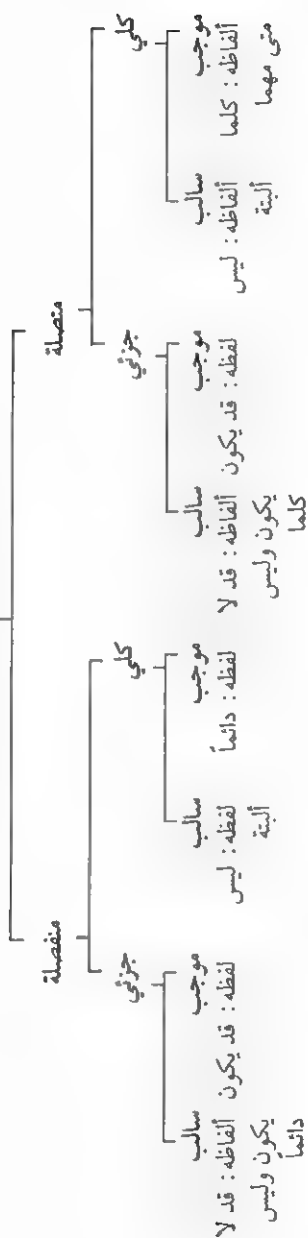 متصلة
كلي
موجب
ألفاظه : كلما
متى مهما
سالب
ألفاظه : ليس
ألبتة
جزئي
موجب
لفظه : قد يكون
سالب
ألفاظه : قد لا
يكون وليس
كلما
منفصلة
كلي
موجب
لفظه : دائماً
سالب
لفظه : ليس
ألبتة
جزئي
موجب
لفظه : قد يكون
سالب
ألفاظه : قد لا
يكون وليس
دائماً